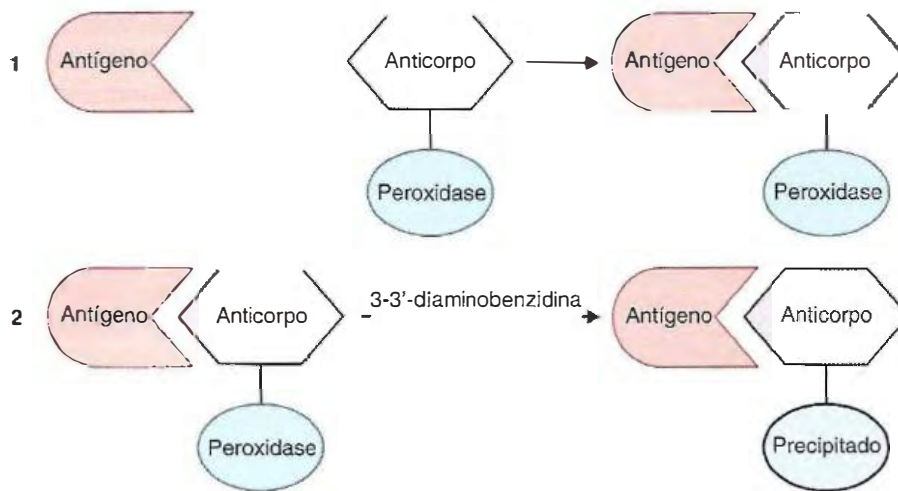 1 Antígeno Anticorpo Antígeno Anticorpo
Peroxidase Peroxidase
3-3'-diaminobenzidina
2 Antígeno Anticorpo Antígeno Anticorpo
Peroxidase Precipitado